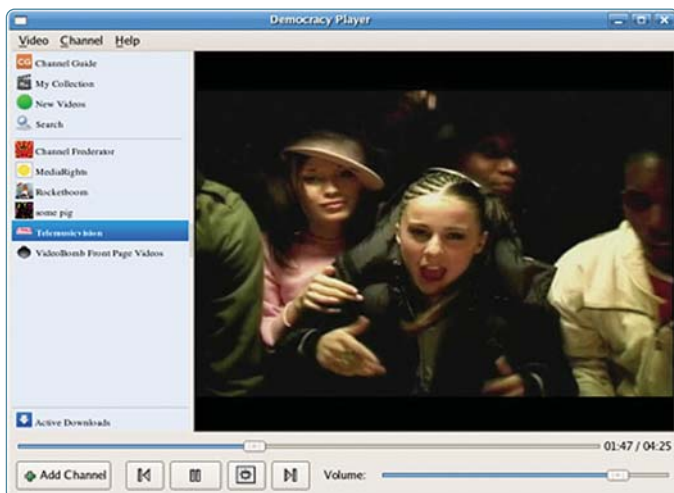 Democracy Player
Video Channel Help
CG Channel Guide
My Collection
New Videos
Search
Channel Frederator
MediaRights
Rocketboom
some pig
Telemusicvision
VideoBomb Front Page Videos
Active Downloads
01:47 / 04:25
Add Channel
Volume: